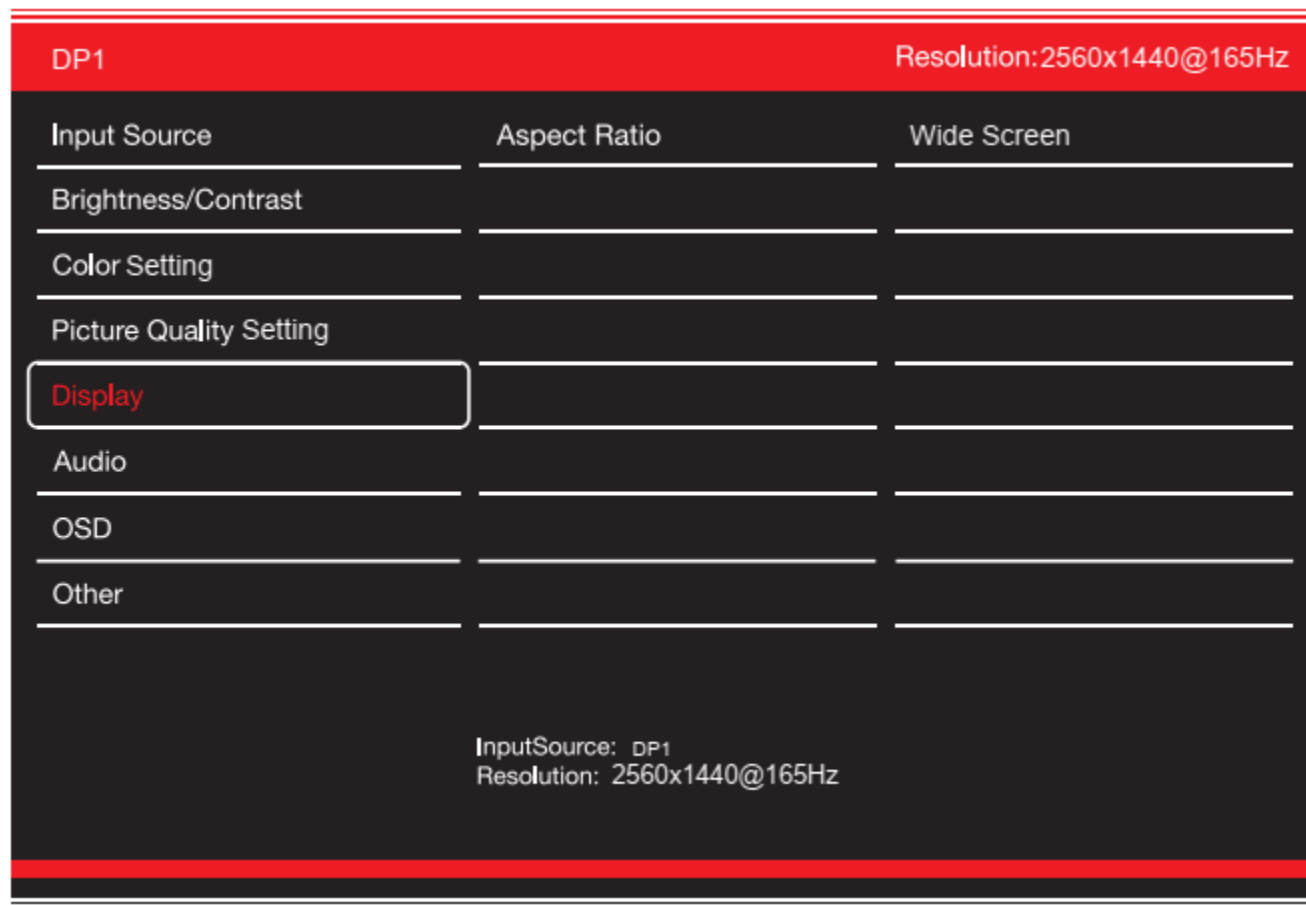 DP1 Resolution:2560x1440@165Hz
Input Source Aspect Ratio Wide Screen
Brightness/Contrast
Color Setting
Picture Quality Setting
Display
Audio
OSD
Other
InputSource: DP1
Resolution: 2560x1440@165Hz